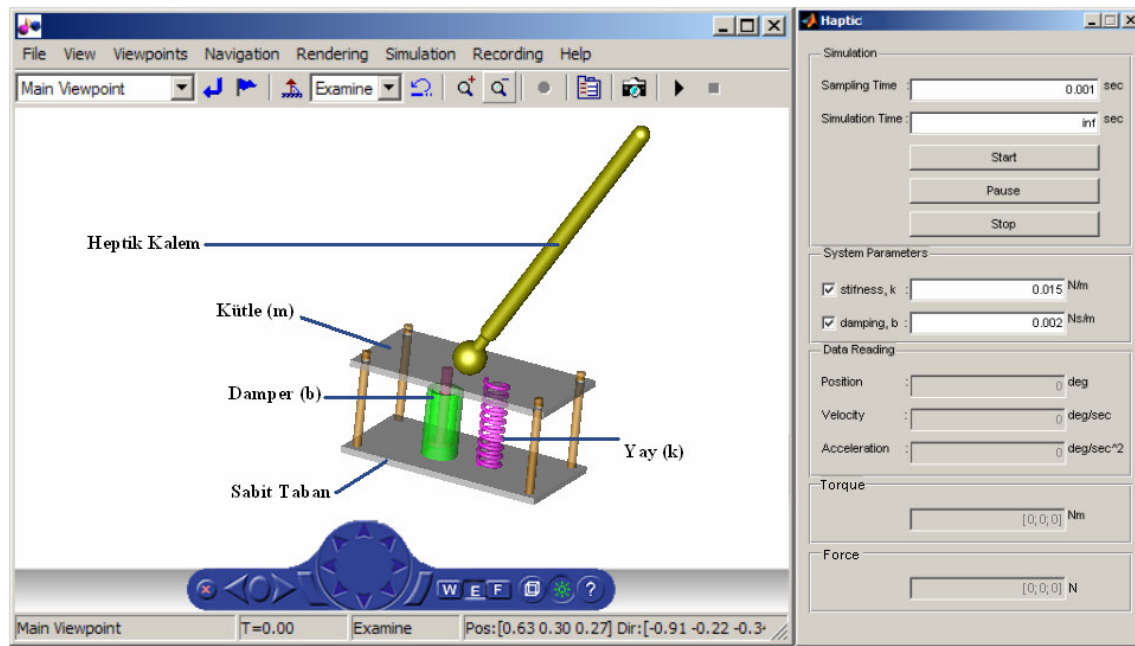 File View Viewpoints Navigation Rendering Simulation Recording Help
Main Viewpoint Examine
Heptik Kalem
Kütle (m)
Damper (b)
Yay (k)
Sabit Taban
W E F ?
Main Viewpoint T=0.00 Examine Pos:[0.63 0.30 0.27] Dir:[-0.91 -0.22 -0.3
Haptic
Simulation
Sampling Time : 0.001 sec
Simulation Time : inf sec
Start
Pause
Stop
System Parameters
stifness, k : 0.015 N/m
damping, b : 0.002 Ns/m
Data Reading
Position : 0 deg
Velocity : 0 deg/sec
Acceleration : 0 deg/sec^2
Torque
[0;0;0] Nm
Force
[0;0;0] N